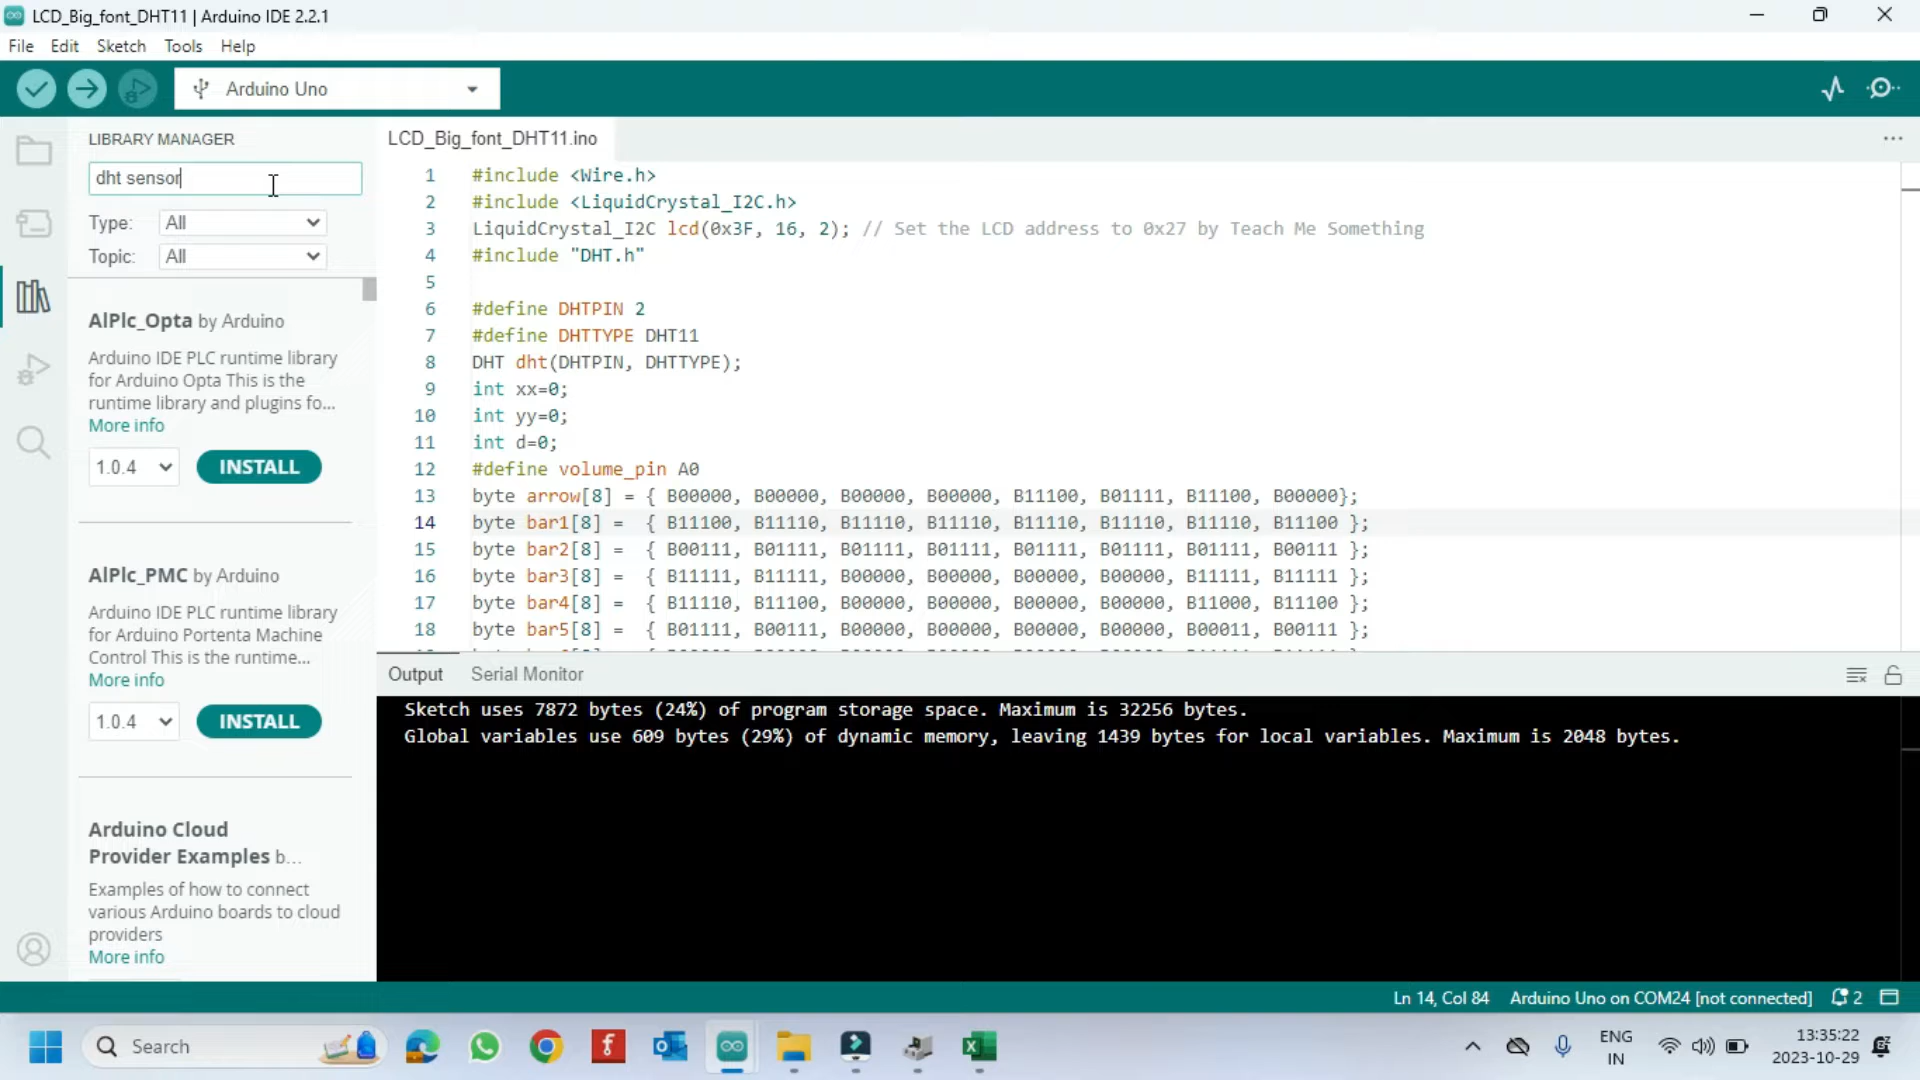 LCD_Big_font_DHT11 | Arduino IDE 2.2.1
File Edit Sketch Tools Help
Arduino Uno
LIBRARY MANAGER
dht sensor
Type: All
Topic: All
AlPlc_Opta by Arduino
Arduino IDE PLC runtime library
for Arduino Opta This is the
runtime library and plugins fo...
More info
1.0.4 INSTALL
AlPlc_PMC by Arduino
Arduino IDE PLC runtime library
for Arduino Portenta Machine
Control This is the runtime...
More info
1.0.4 INSTALL
Arduino Cloud
Provider Examples b...
Examples of how to connect
various Arduino boards to cloud
providers
More info
LCD_Big_font_DHT11.ino
1 #include <Wire.h>
2 #include <LiquidCrystal_I2C.h>
3 LiquidCrystal_I2C lcd(0x3F, 16, 2); // Set the LCD address to 0x27 by Teach Me Something
4 #include "DHT.h"
5
6 #define DHTPIN 2
7 #define DHTTYPE DHT11
8 DHT dht(DHTPIN, DHTTYPE);
9 int xx=0;
10 int yy=0;
11 int d=0;
12 #define volume_pin A0
13 byte arrow[8] = { B00000, B00000, B00000, B00000, B11100, B01111, B11100, B00000};
14 byte bar1[8] = { B11100, B11110, B11110, B11110, B11110, B11110, B11110, B11100 };
15 byte bar2[8] = { B00111, B01111, B01111, B01111, B01111, B01111, B01111, B00111 };
16 byte bar3[8] = { B11111, B11111, B00000, B00000, B00000, B00000, B11111, B11111 };
17 byte bar4[8] = { B11110, B11100, B00000, B00000, B00000, B00000, B11000, B11100 };
18 byte bar5[8] = { B01111, B00111, B00000, B00000, B00000, B00000, B00011, B00111 };
Output Serial Monitor
Sketch uses 7872 bytes (24%) of program storage space. Maximum is 32256 bytes.
Global variables use 609 bytes (29%) of dynamic memory, leaving 1439 bytes for local variables. Maximum is 2048 bytes.
Ln 14, Col 84 Arduino Uno on COM24 [not connected] 2
Search
ENG
IN
13:35:22
2023-10-29